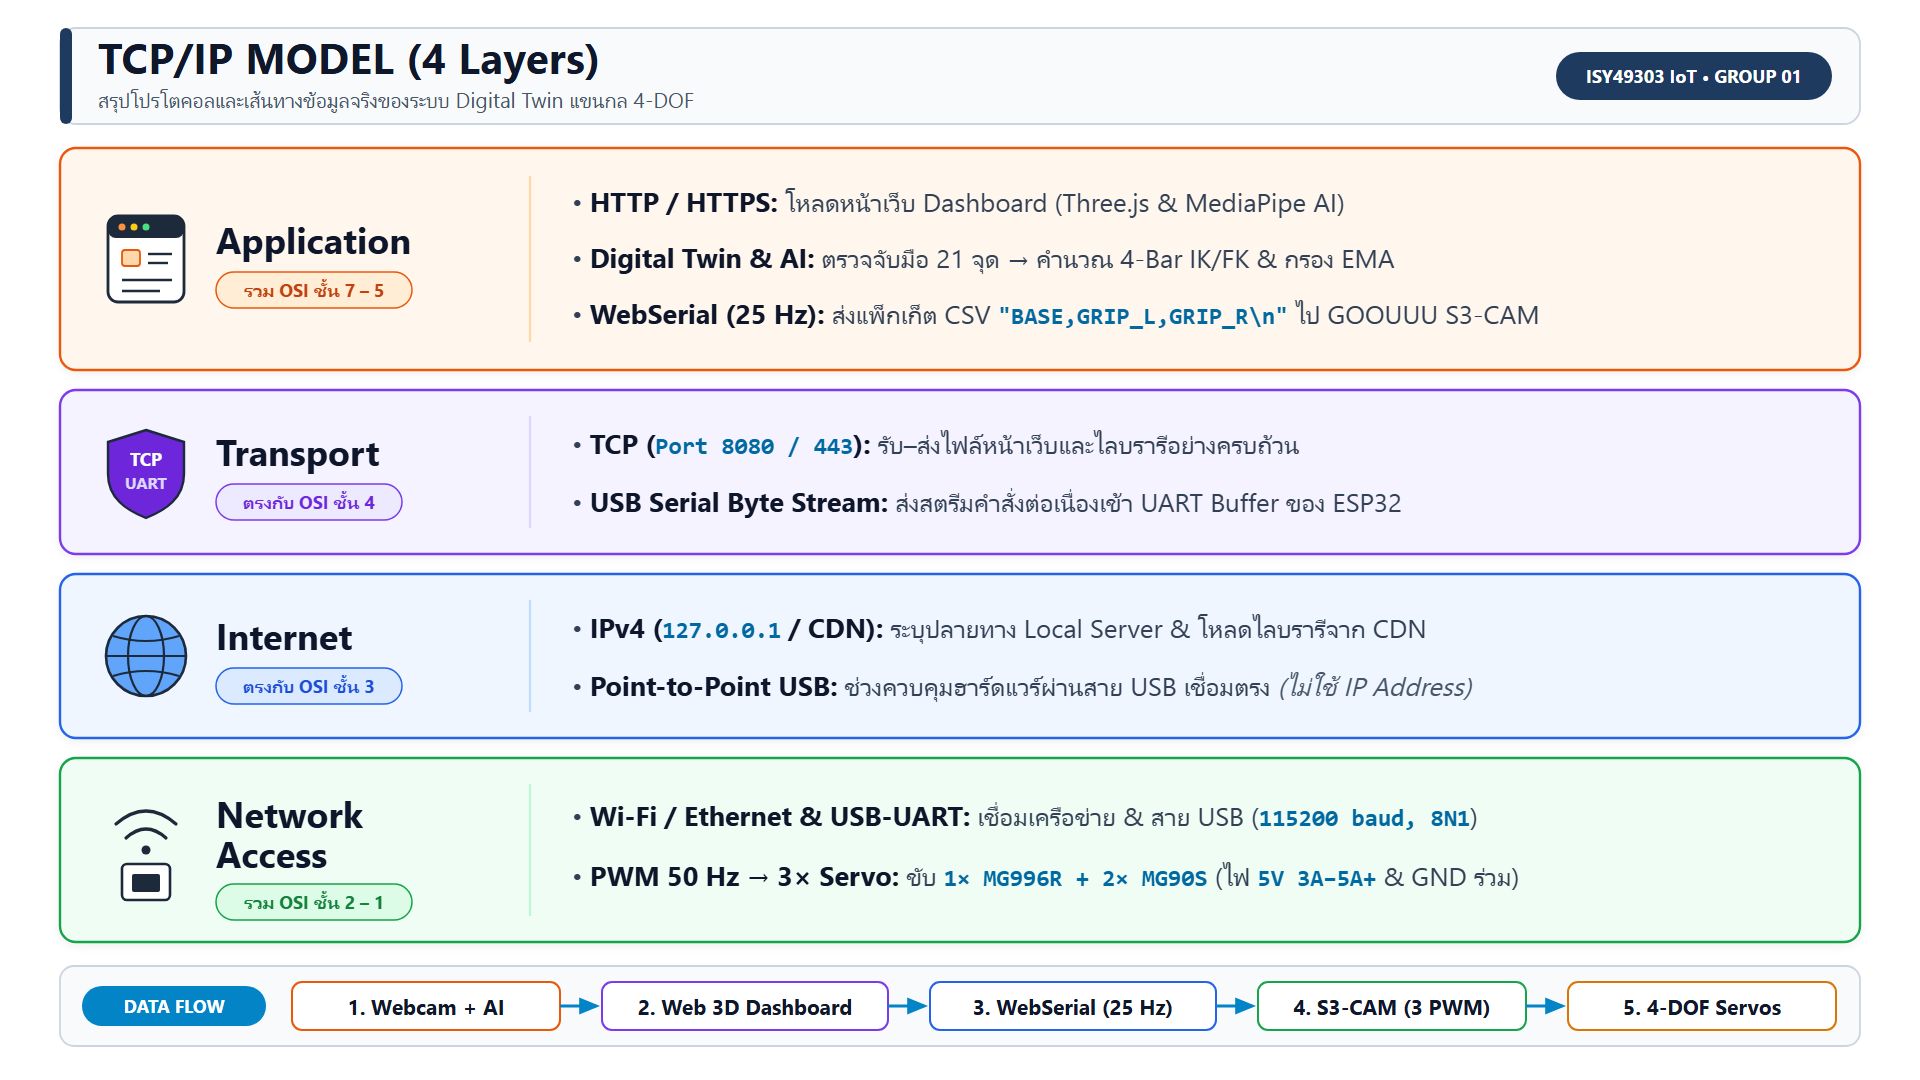 TCP/IP MODEL (4 Layers)
สรุปโปรโตคอลและเส้นทางข้อมูลจริงของระบบ Digital Twin แขนกล 4-DOF
ISY49303 IoT • GROUP 01
Application
รวม OSI ชั้น 7 – 5
• HTTP / HTTPS: โหลดหน้าเว็บ Dashboard (Three.js & MediaPipe AI)
• Digital Twin & AI: ตรวจจับมือ 21 จุด → คำนวณ 4-Bar IK/FK & กรอง EMA
• WebSerial (25 Hz): ส่งแพ็กเก็ต CSV "BASE,GRIP_L,GRIP_R\n" ไป GOOUUU S3-CAM
TCP
UART
Transport
ตรงกับ OSI ชั้น 4
• TCP (Port 8080 / 443): รับ–ส่งไฟล์หน้าเว็บและไลบรารีอย่างครบถ้วน
• USB Serial Byte Stream: ส่งสตรีมคำสั่งต่อเนื่องเข้า UART Buffer ของ ESP32
Internet
ตรงกับ OSI ชั้น 3
• IPv4 (127.0.0.1 / CDN): ระบุปลายทาง Local Server & โหลดไลบรารีจาก CDN
• Point-to-Point USB: ช่วงควบคุมฮาร์ดแวร์ผ่านสาย USB เชื่อมตรง (ไม่ใช้ IP Address)
Network
Access
รวม OSI ชั้น 2 – 1
• Wi-Fi / Ethernet & USB-UART: เชื่อมเครือข่าย & สาย USB (115200 baud, 8N1)
• PWM 50 Hz → 3× Servo: ขับ 1× MG996R + 2× MG90S (ไฟ 5V 3A–5A+ & GND ร่วม)
DATA FLOW
1. Webcam + AI
2. Web 3D Dashboard
3. WebSerial (25 Hz)
4. S3-CAM (3 PWM)
5. 4-DOF Servos